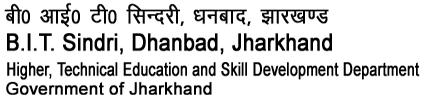 बी0 आई0 टी0 सिन्दरी, धनबाद, झारखण्ड
B.I.T. Sindri, Dhanbad, Jharkhand
Higher, Technical Education and Skill Development Department
Government of Jharkhand